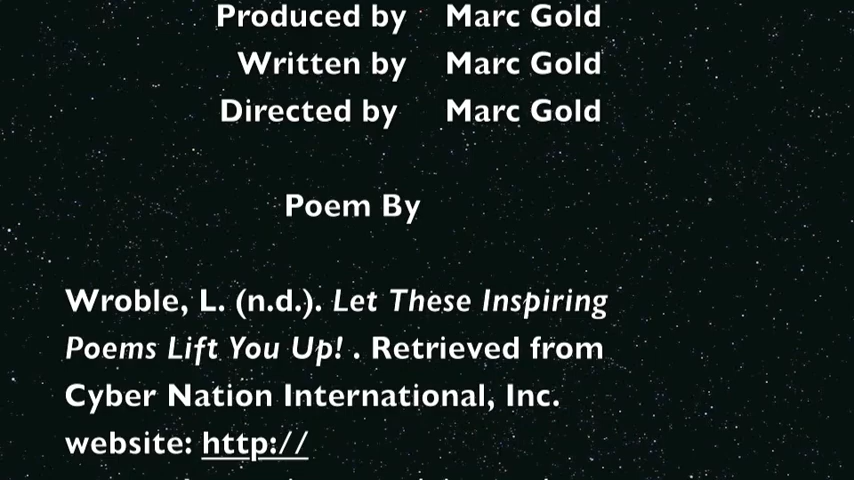 Produced by Marc Gold
Written by Marc Gold
Directed by Marc Gold
Poem By
Wroble, L. (n.d.). Let These Inspiring
Poems Lift You Up! . Retrieved from
Cyber Nation International, Inc.
website: http://